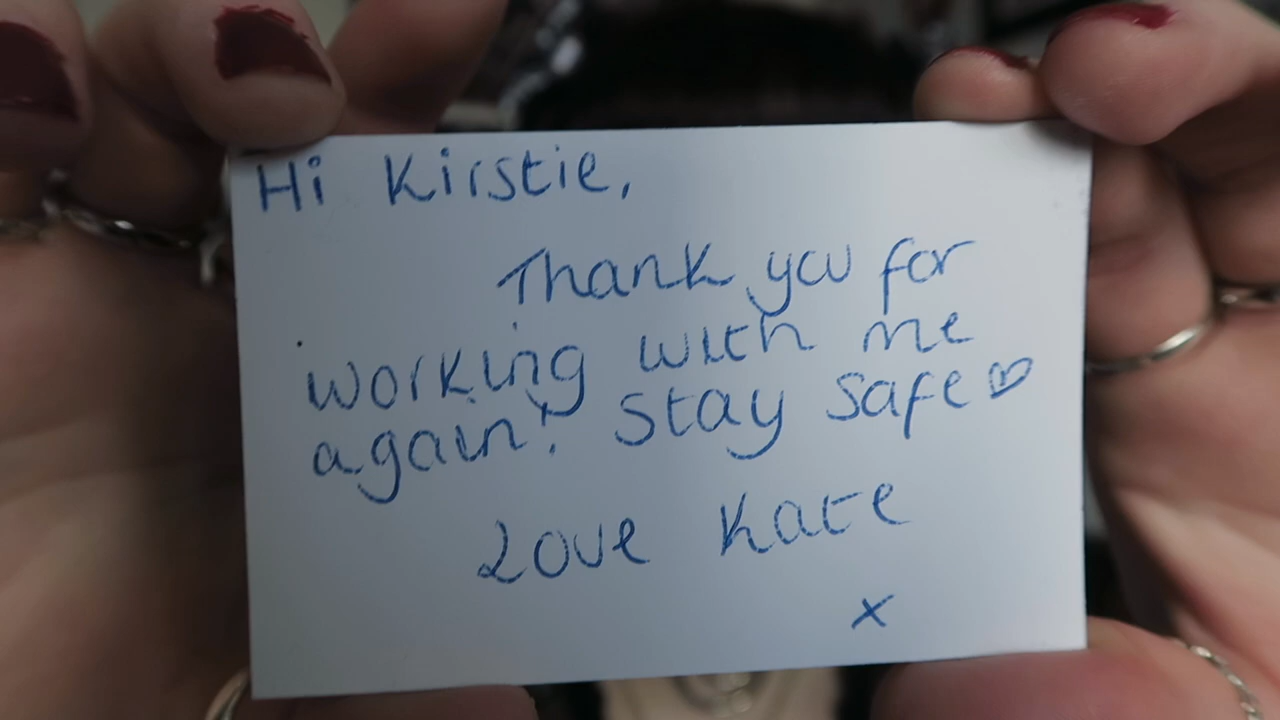 Hi Kirstie,
Thank you for
working with me
again! Stay safe ♡
Love Kate
x